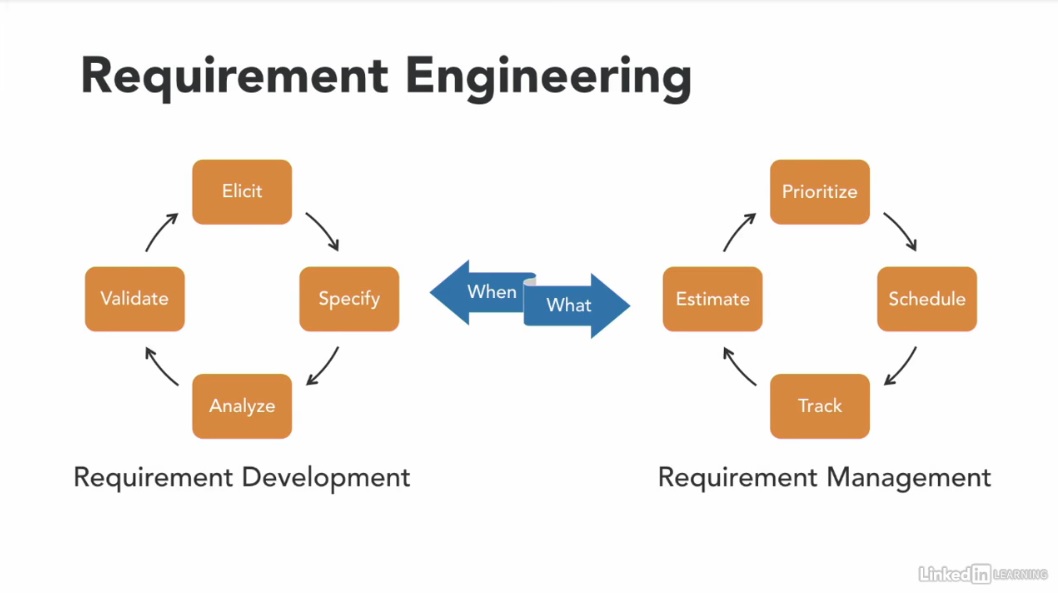 Requirement Engineering
Elicit
Validate
Specify
Analyze
Requirement Development
When
What
Prioritize
Estimate
Schedule
Track
Requirement Management
Linked in LEARNING